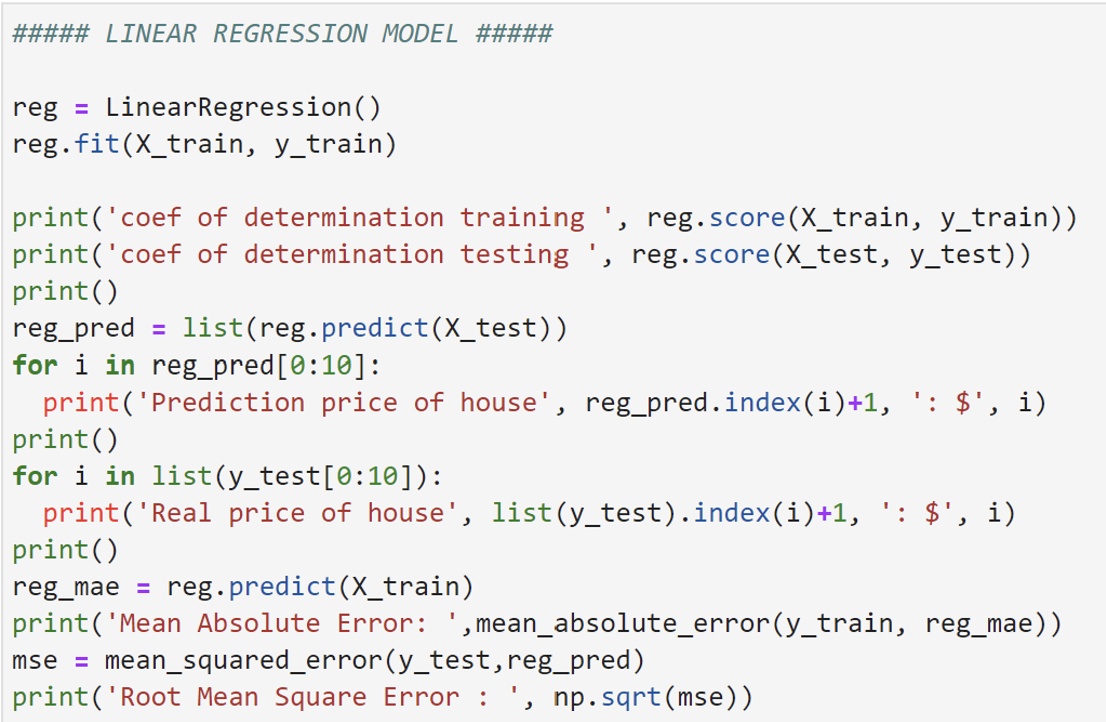 ##### LINEAR REGRESSION MODEL #####
reg = LinearRegression()
reg.fit(X_train, y_train)
print('coef of determination training ', reg.score(X_train, y_train))
print('coef of determination testing ', reg.score(X_test, y_test))
print()
reg_pred = list(reg.predict(X_test))
for i in reg_pred[0:10]:
  print('Prediction price of house', reg_pred.index(i)+1, ': $', i)
print()
for i in list(y_test[0:10]):
  print('Real price of house', list(y_test).index(i)+1, ': $', i)
print()
reg_mae = reg.predict(X_train)
print('Mean Absolute Error: ',mean_absolute_error(y_train, reg_mae))
mse = mean_squared_error(y_test,reg_pred)
print('Root Mean Square Error : ', np.sqrt(mse))